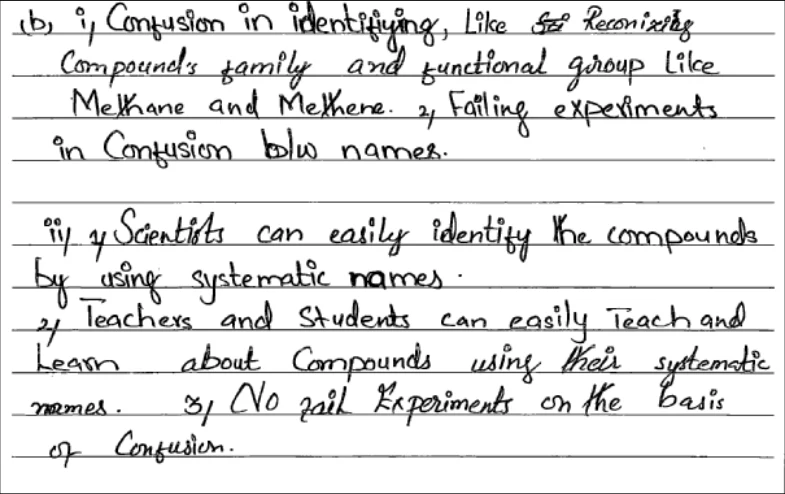 (b) i, Confusion in identifiying, Like Reconixing
Compound's family and functional group Like
Methane and Methene. 2, Failing experiments
in Confusion b/w names.
ii/ 1/ Scientists can easily identify the compounds
by using systematic names.
2/ Teachers and Students can easily Teach and
Learn about Compounds using their systematic
names. 3, No fail Experiments on the basis
of Confusion.